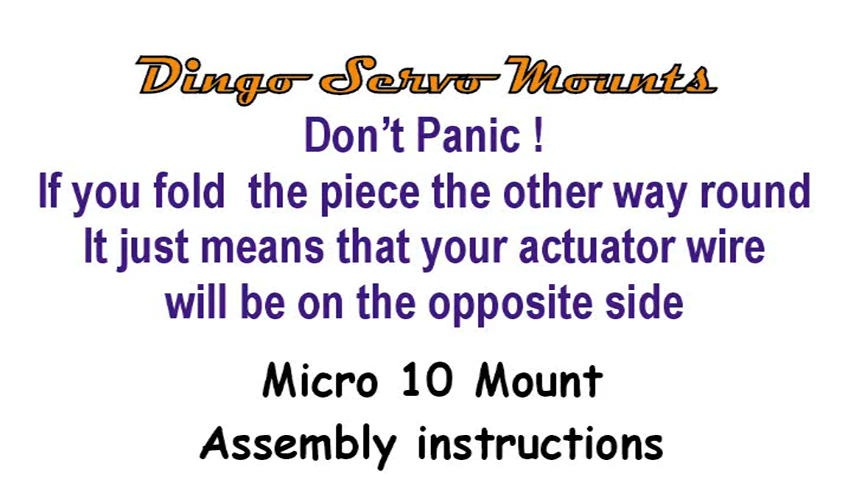 Dingo Servo Mounts
Don’t Panic !
If you fold  the piece the other way round
It just means that your actuator wire
will be on the opposite side
Micro 10 Mount
Assembly instructions